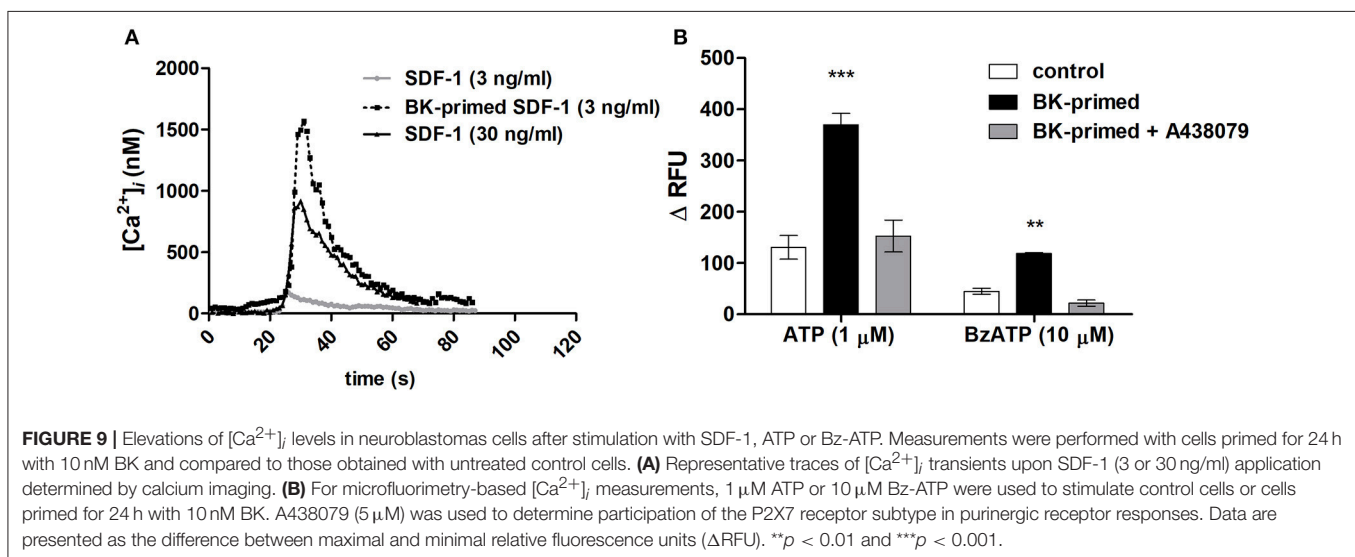 A
2000
1500
1000
500
0
[Ca2+]i (nM)
0
20
40
60
80
100
120
time (s)
SDF-1 (3 ng/ml)
BK-primed SDF-1 (3 ng/ml)
SDF-1 (30 ng/ml)
B
500
400
300
200
100
0
Δ RFU
***
**
control
BK-primed
BK-primed + A438079
ATP (1 μM)
BzATP (10 μM)
FIGURE 9 | Elevations of [Ca2+]i levels in neuroblastomas cells after stimulation with SDF-1, ATP or Bz-ATP. Measurements were performed with cells primed for 24 h
with 10 nM BK and compared to those obtained with untreated control cells. (A) Representative traces of [Ca2+]i transients upon SDF-1 (3 or 30 ng/ml) application
determined by calcium imaging. (B) For microfluorimetry-based [Ca2+]i measurements, 1 μM ATP or 10 μM Bz-ATP were used to stimulate control cells or cells
primed for 24 h with 10 nM BK. A438079 (5 μM) was used to determine participation of the P2X7 receptor subtype in purinergic receptor responses. Data are
presented as the difference between maximal and minimal relative fluorescence units (ΔRFU). **p < 0.01 and ***p < 0.001.